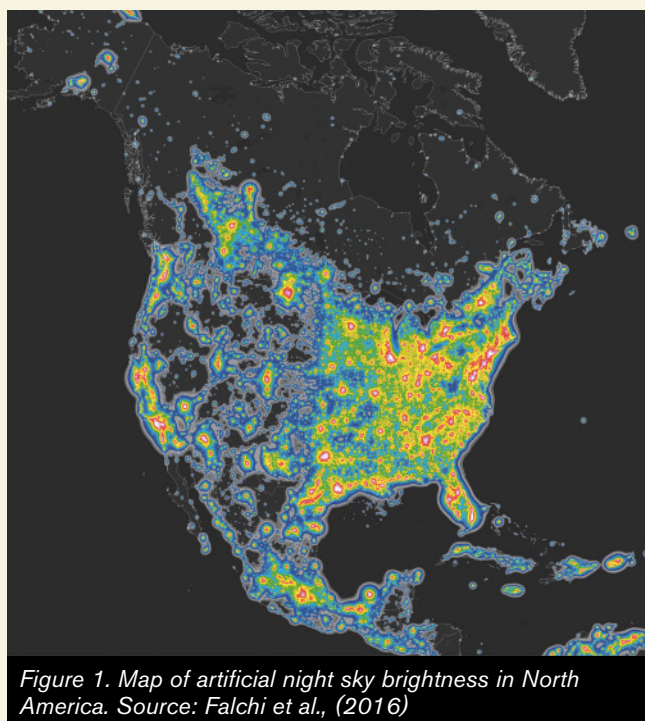 Figure 1. Map of artificial night sky brightness in North
America. Source: Falchi et al., (2016)